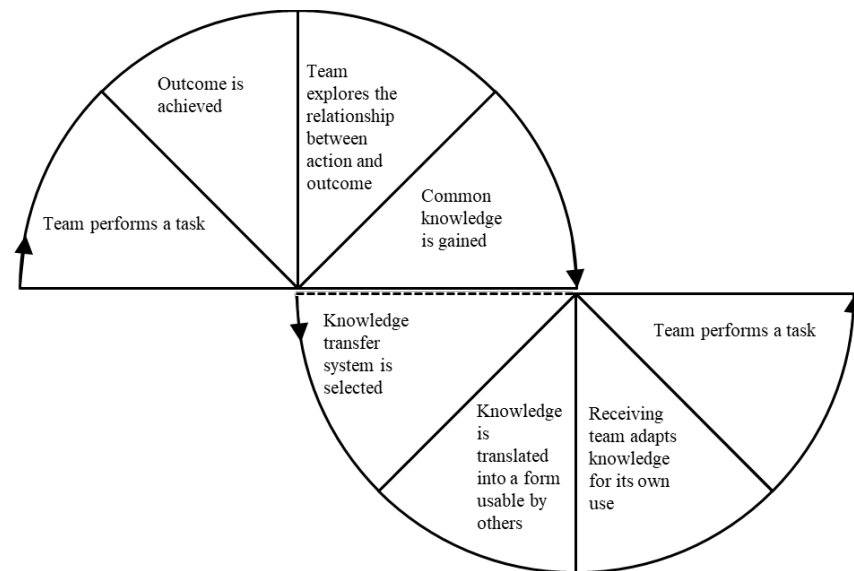 Team performs a task
Outcome is
achieved
Team
explores the
relationship
between
action and
outcome
Common
knowledge
is gained
Knowledge
transfer
system is
selected
Knowledge
is
translated
into a form
usable by
others
Receiving
team adapts
knowledge
for its own
use
Team performs a task